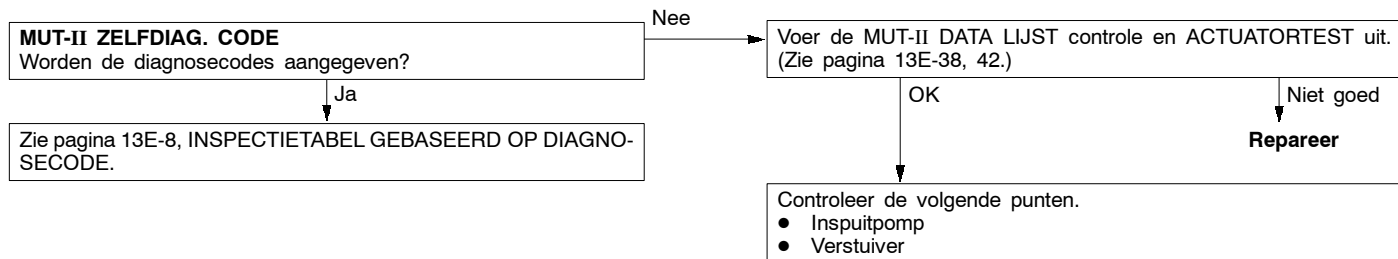 MUT-II ZELFDIAG. CODE
Worden de diagnosecodes aangegeven?
Nee
Voer de MUT-II DATA LIJST controle en ACTUATORTEST uit.
(Zie pagina 13E-38, 42.)
Ja
OK
Niet goed
Zie pagina 13E-8, INSPECTIETABEL GEBASEERD OP DIAGNO-
SECODE.
Repareer
Controleer de volgende punten.
● Inspuitpomp
● Verstuiver